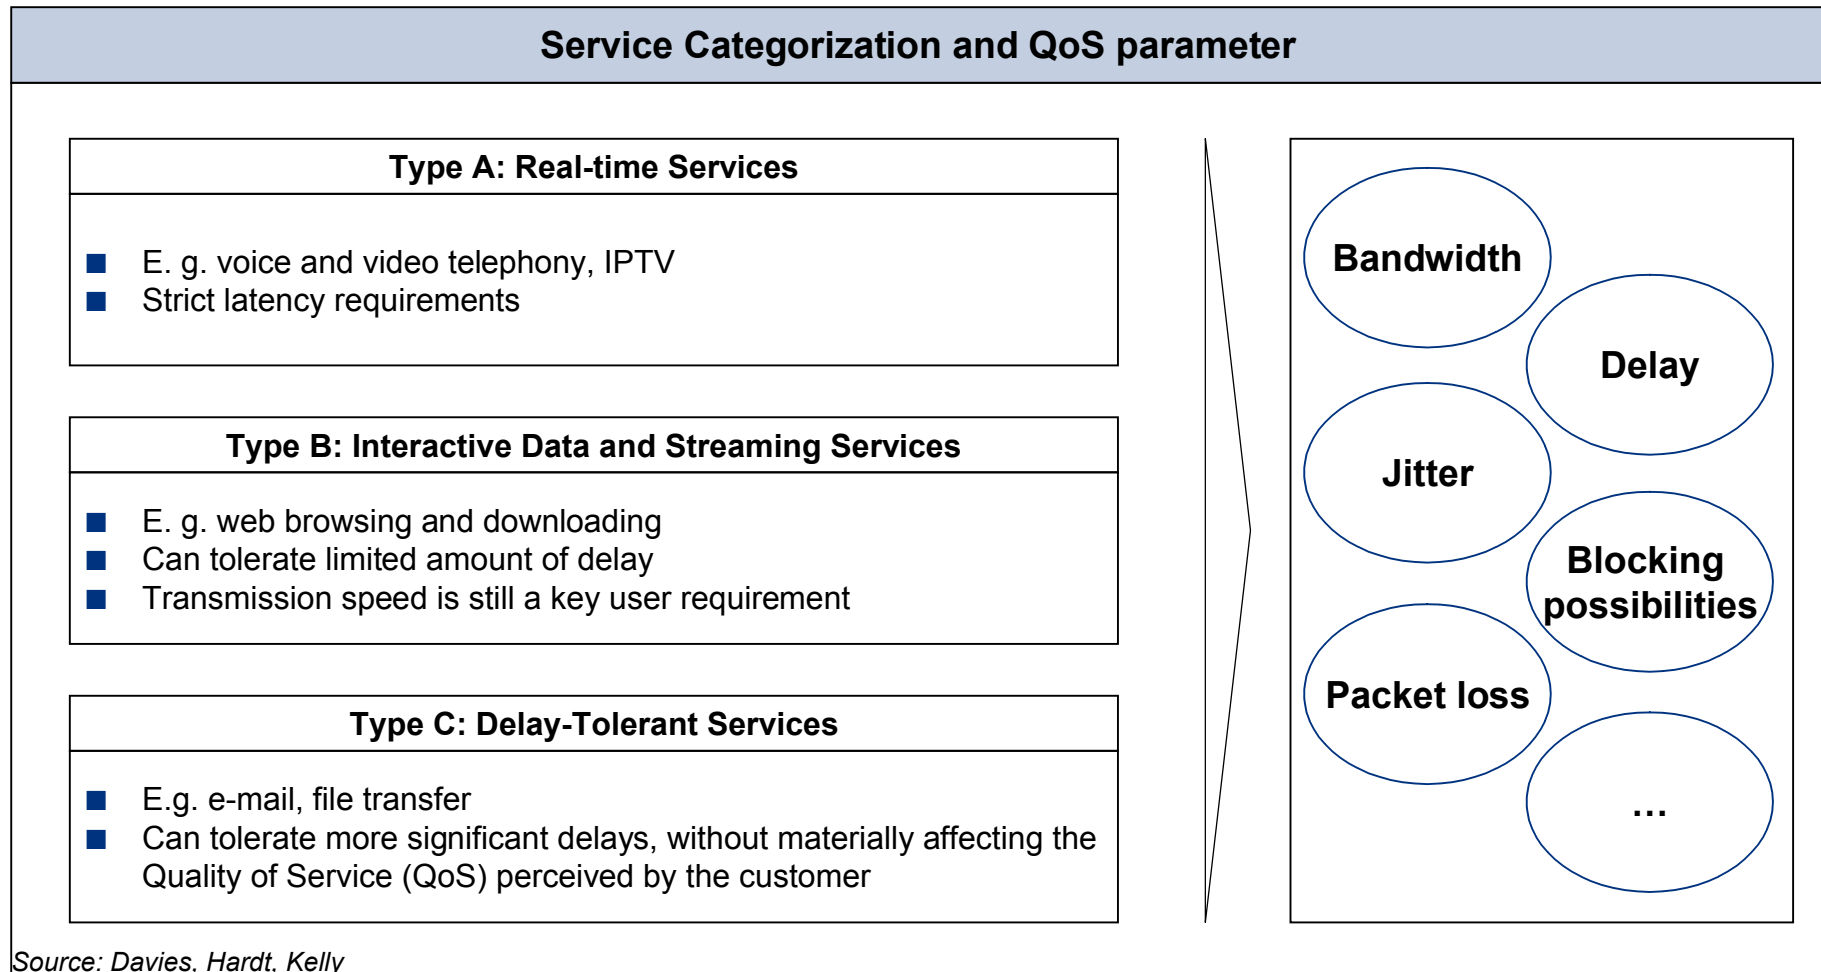 Service Categorization and QoS parameter
Type A: Real-time Services
E. g. voice and video telephony, IPTV
Strict latency requirements
Type B: Interactive Data and Streaming Services
E. g. web browsing and downloading
Can tolerate limited amount of delay
Transmission speed is still a key user requirement
Type C: Delay-Tolerant Services
E.g. e-mail, file transfer
Can tolerate more significant delays, without materially affecting the
Quality of Service (QoS) perceived by the customer
Bandwidth
Delay
Jitter
Blocking
possibilities
Packet loss
...
Source: Davies, Hardt, Kelly